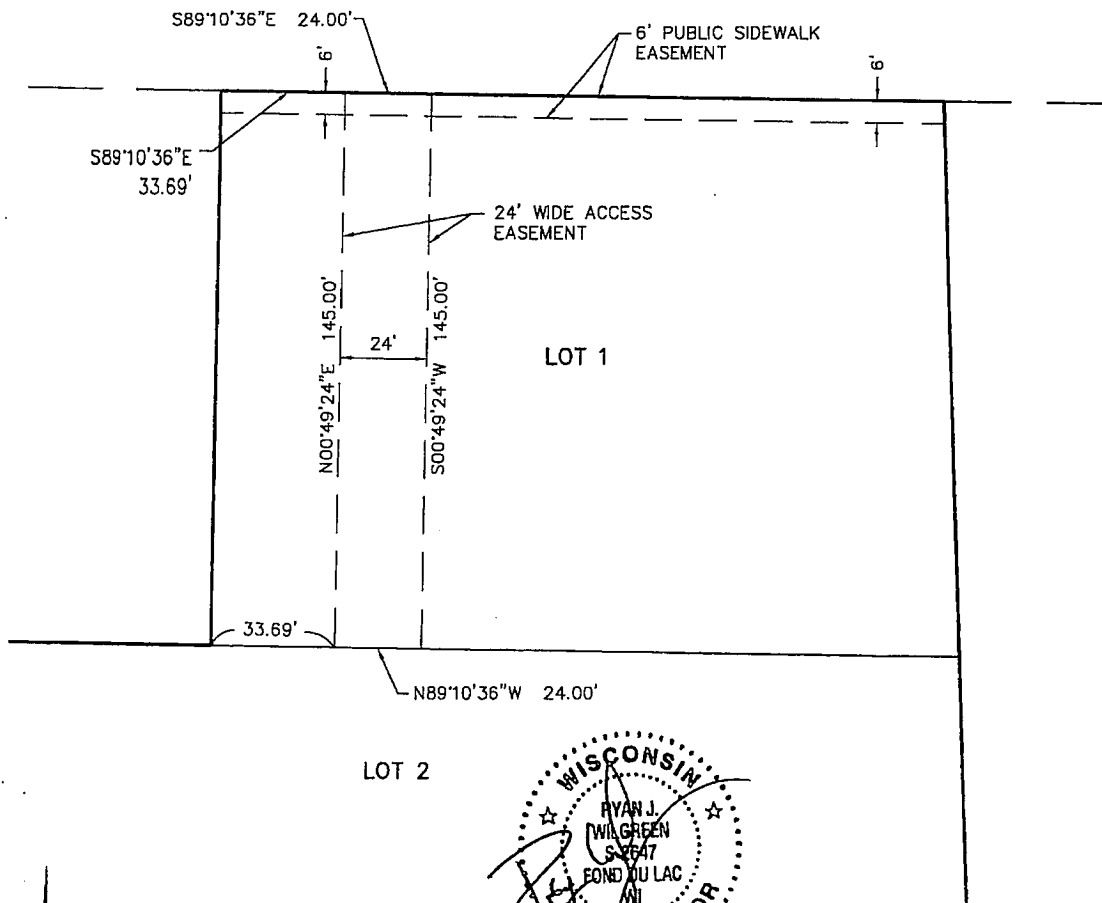 S89°10'36"E 24.00'
6' PUBLIC SIDEWALK
EASEMENT
6'
6'
S89°10'36"E
33.69'
24' WIDE ACCESS
EASEMENT
N00°49'24"E 145.00'
24'
S00°49'24"W 145.00'
LOT 1
33.69'
N89°10'36"W 24.00'
LOT 2
WISCONSIN
RYAN J.
WILGREEN
S-2647
FOND DU LAC
WI